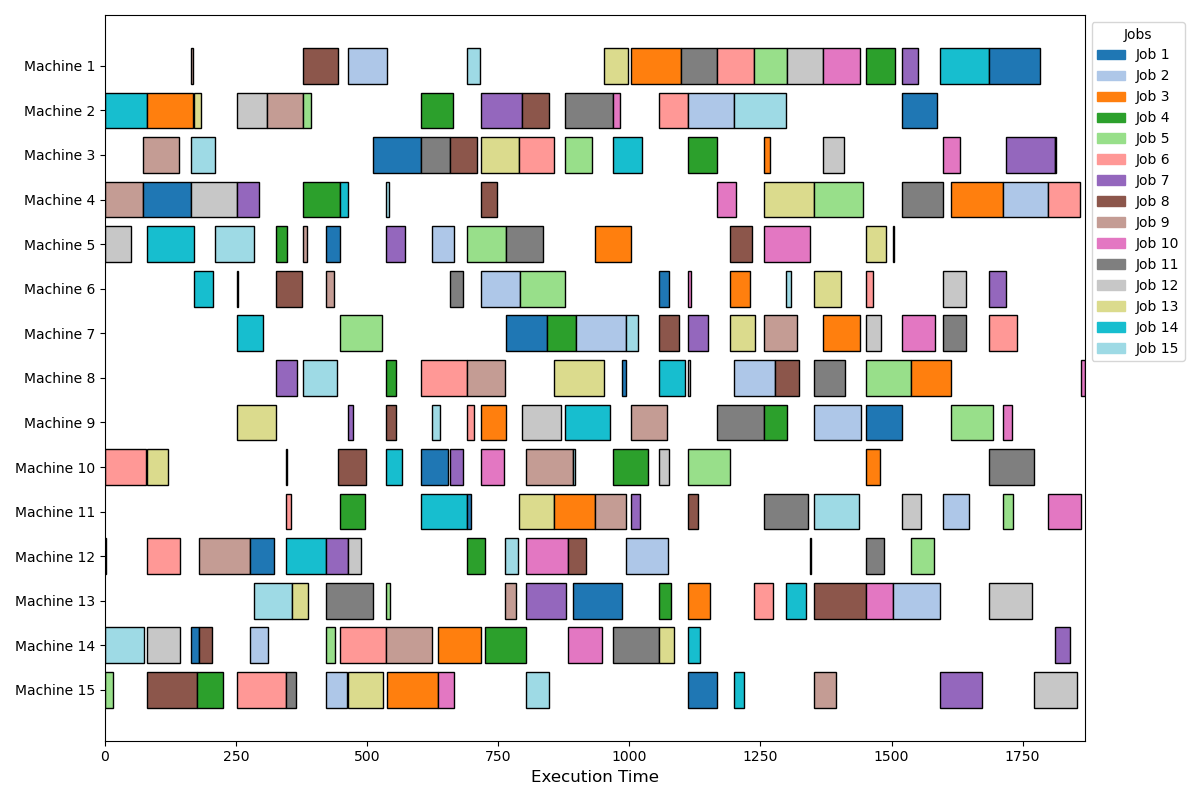 Machine 1
Machine 2
Machine 3
Machine 4
Machine 5
Machine 6
Machine 7
Machine 8
Machine 9
Machine 10
Machine 11
Machine 12
Machine 13
Machine 14
Machine 15
0 250 500 750 1000 1250 1500 1750
Execution Time
Jobs
Job 1
Job 2
Job 3
Job 4
Job 5
Job 6
Job 7
Job 8
Job 9
Job 10
Job 11
Job 12
Job 13
Job 14
Job 15